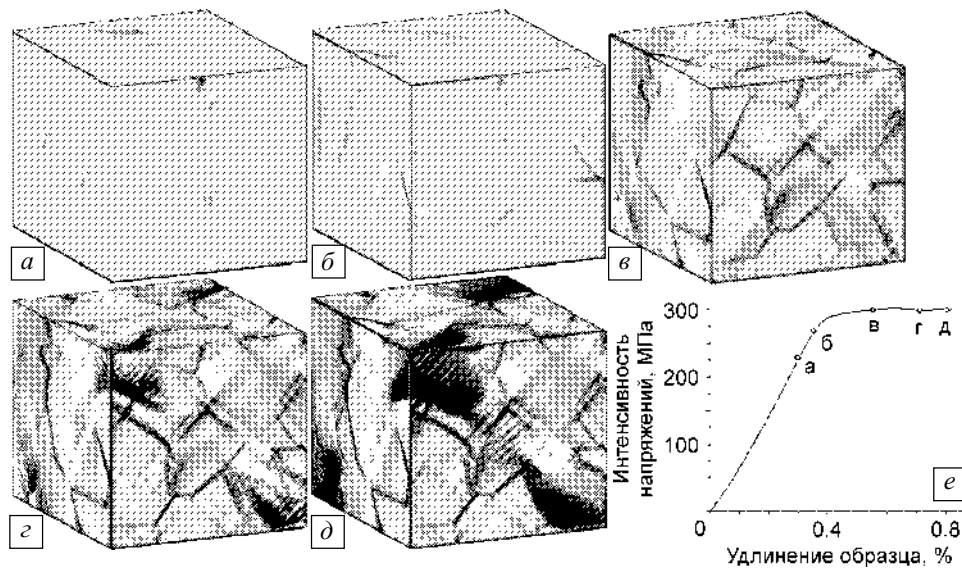 а
б
в
г
д
Интенсивность
напряжений, МПа
300
200
100
0
0.4
0.8
а
б
в
г
д
е
Удлинение образца, %